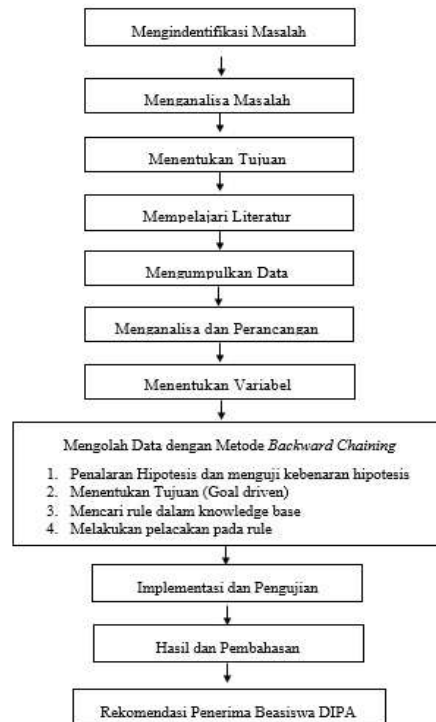 Mengindentifikasi Masalah
Menganalisa Masalah
Menentukan Tujuan
Mempelajari Literatur
Mengumpulkan Data
Menganalisa dan Perancangan
Menentukan Variabel
Mengolah Data dengan Metode Backward Chaining
1. Penalaran Hipotesis dan menguji kebenaran hipotesis
2. Menentukan Tujuan (Goal driven)
3. Mencari rule dalam knowledge base
4. Melakukan pelacakan pada rule
Implementasi dan Pengujian
Hasil dan Pembahasan
Rekomendasi Penerima Beasiswa DIPA